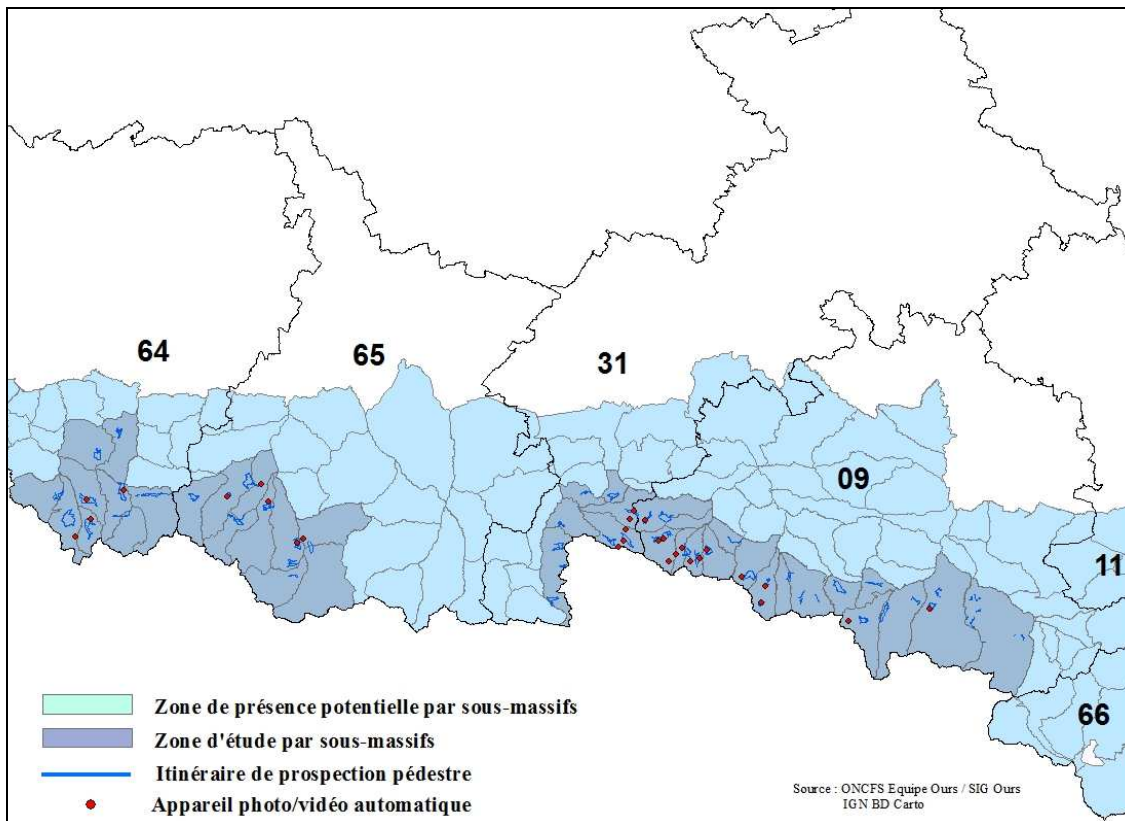 64
65
31
09
11
66
Zone de présence potentielle par sous-massifs
Zone d'étude par sous-massifs
Itinéraire de prospection pédestre
Appareil photo/vidéo automatique
Source : ONCFS Equipe Ours / SIG Ours
IGN BD Carto